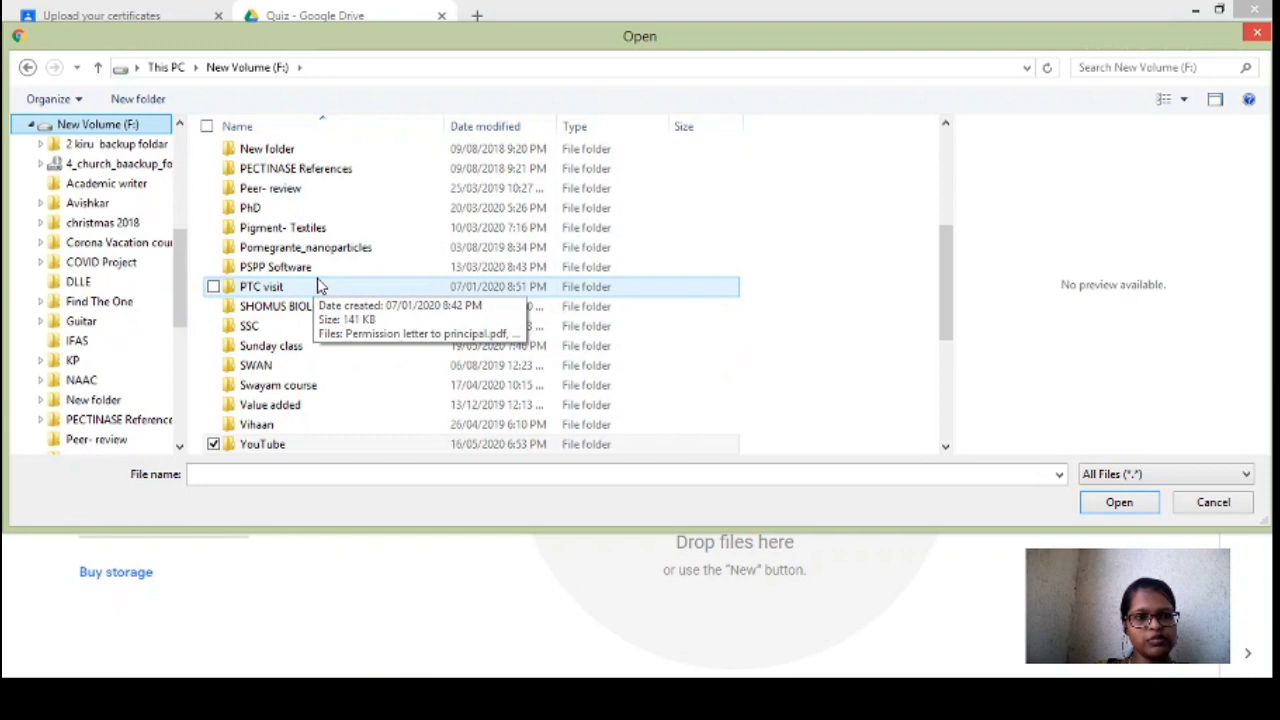 Upload your certificates
Quiz - Google Drive
Open
This PC
New Volume (F:)
Search New Volume (F:)
Organize
New folder
New Volume (F:)
2 kiru backup foldar
4_church_baackup_fo
Academic writer
Avishkar
christmas 2018
Corona Vacation cou
COVID Project
DLLE
Find The One
Guitar
IFAS
KP
NAAC
New folder
PECTINASE Reference
Peer- review
Name Date modified Type Size
New folder 09/08/2018 9:20 PM File folder
PECTINASE References 09/08/2018 9:21 PM File folder
Peer- review 25/03/2019 10:27 ... File folder
PhD 20/03/2020 5:26 PM File folder
Pigment- Textiles 10/03/2020 7:16 PM File folder
Pomegrante_nanoparticles 03/08/2019 8:34 PM File folder
PSPP Software 13/03/2020 8:43 PM File folder
PTC visit 07/01/2020 8:51 PM File folder
SHOMUS BIOL File folder
Date created: 07/01/2020 8:42 PM
Size: 141 KB
Files: Permission letter to principal.pdf, ...
SSC File folder
Sunday class File folder
SWAN 06/08/2019 12:23 ... File folder
Swayam course 17/04/2020 10:15 ... File folder
Value added 13/12/2019 12:13 ... File folder
Vihaan 26/04/2019 6:10 PM File folder
YouTube 16/05/2020 6:53 PM File folder
No preview available.
File name:
All Files (*.*)
Open
Cancel
Drop files here
or use the "New" button.
Buy storage